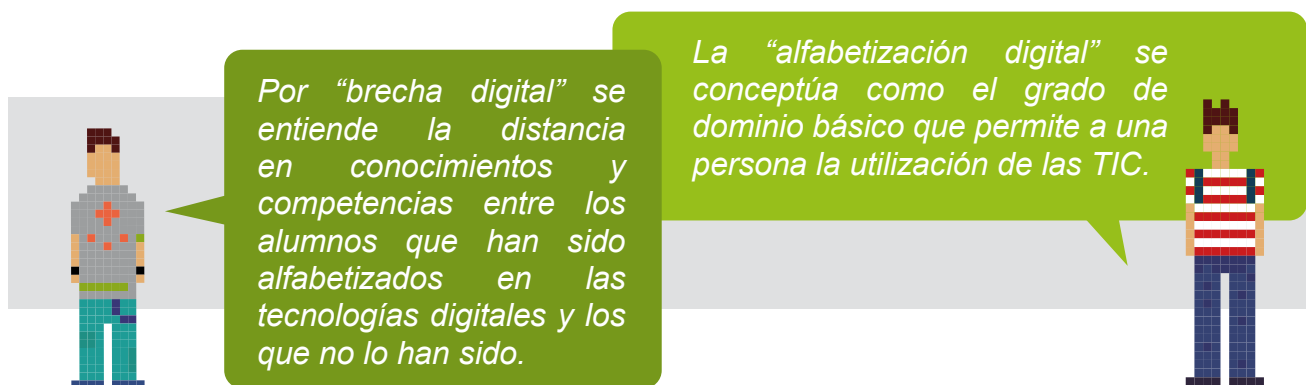 Por “brecha digital” se
entiende la distancia
en conocimientos y
competencias entre los
alumnos que han sido
alfabetizados en las
tecnologías digitales y los
que no lo han sido.
La “alfabetización digital” se
conceptúa como el grado de
dominio básico que permite a una
persona la utilización de las TIC.